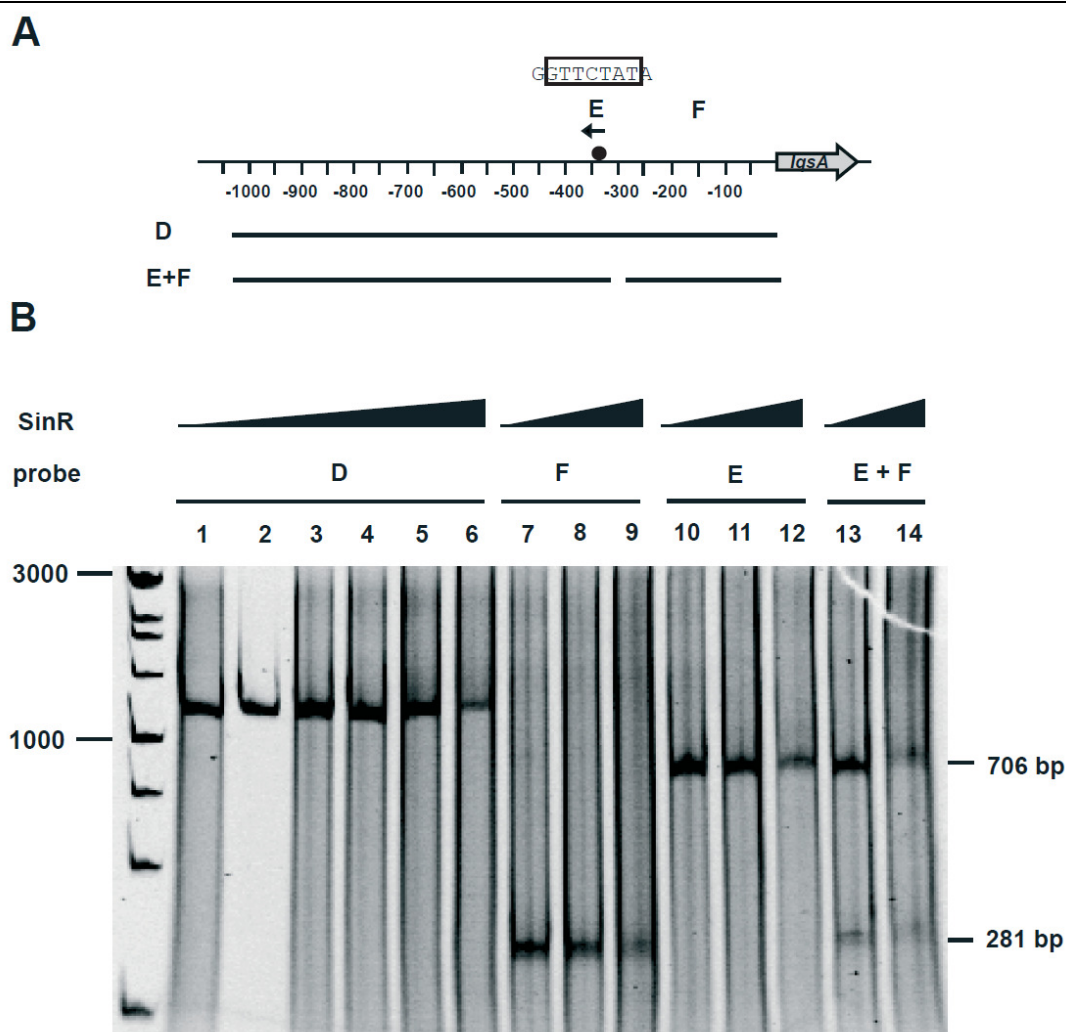 A
GGTTCTATA
E F
lgsA
-1000 -900 -800 -700 -600 -500 -400 -300 -200 -100
D
E+F
B
SinR
probe D F E E + F
1 2 3 4 5 6 7 8 9 10 11 12 13 14
3000
1000
706 bp
281 bp